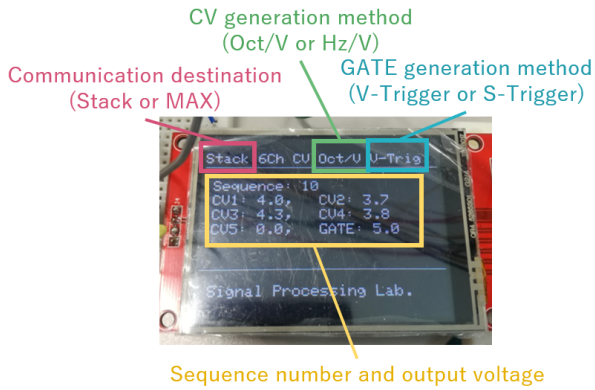 CV generation method
(Oct/V or Hz/V)
Communication destination
(Stack or MAX)
GATE generation method
(V-Trigger or S-Trigger)
Stack 6Ch CV Oct/V V-Trig
Sequence: 10
CV1: 4.0, CV2: 3.7
CV3: 4.3, CV4: 3.8
CV5: 0.0, GATE: 5.0
Signal Processing Lab.
Sequence number and output voltage